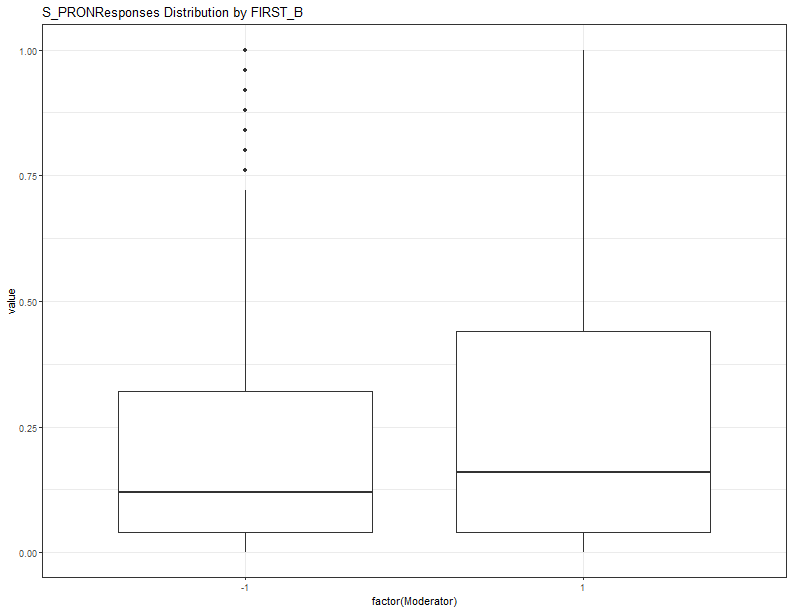 S_PRONResponses Distribution by FIRST_B
1.00
0.75
0.50
0.25
0.00
value
-1 1
factor(Moderator)